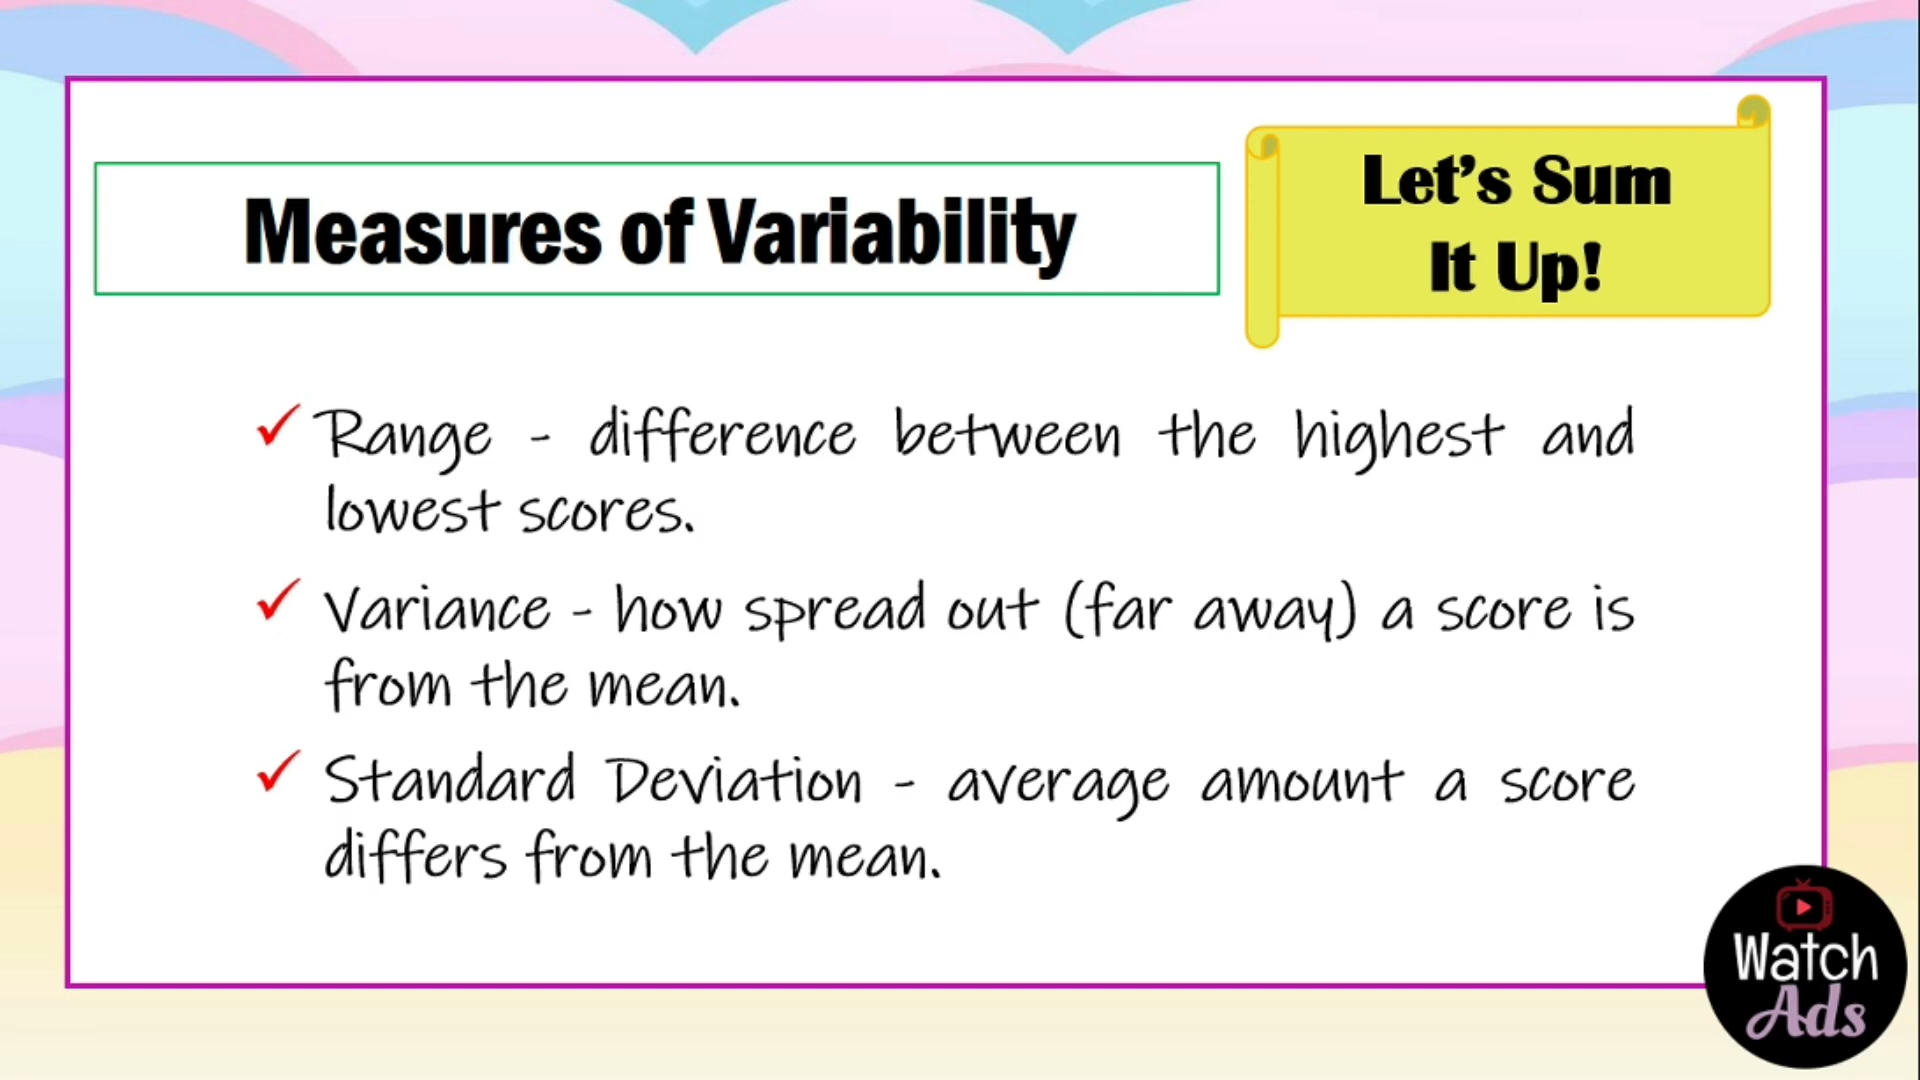 Measures of Variability
Let's Sum
It Up!
Range - difference between the highest and
lowest scores.
Variance - how spread out (far away) a score is
from the mean.
Standard Deviation - average amount a score
differs from the mean.
Watch
Ads